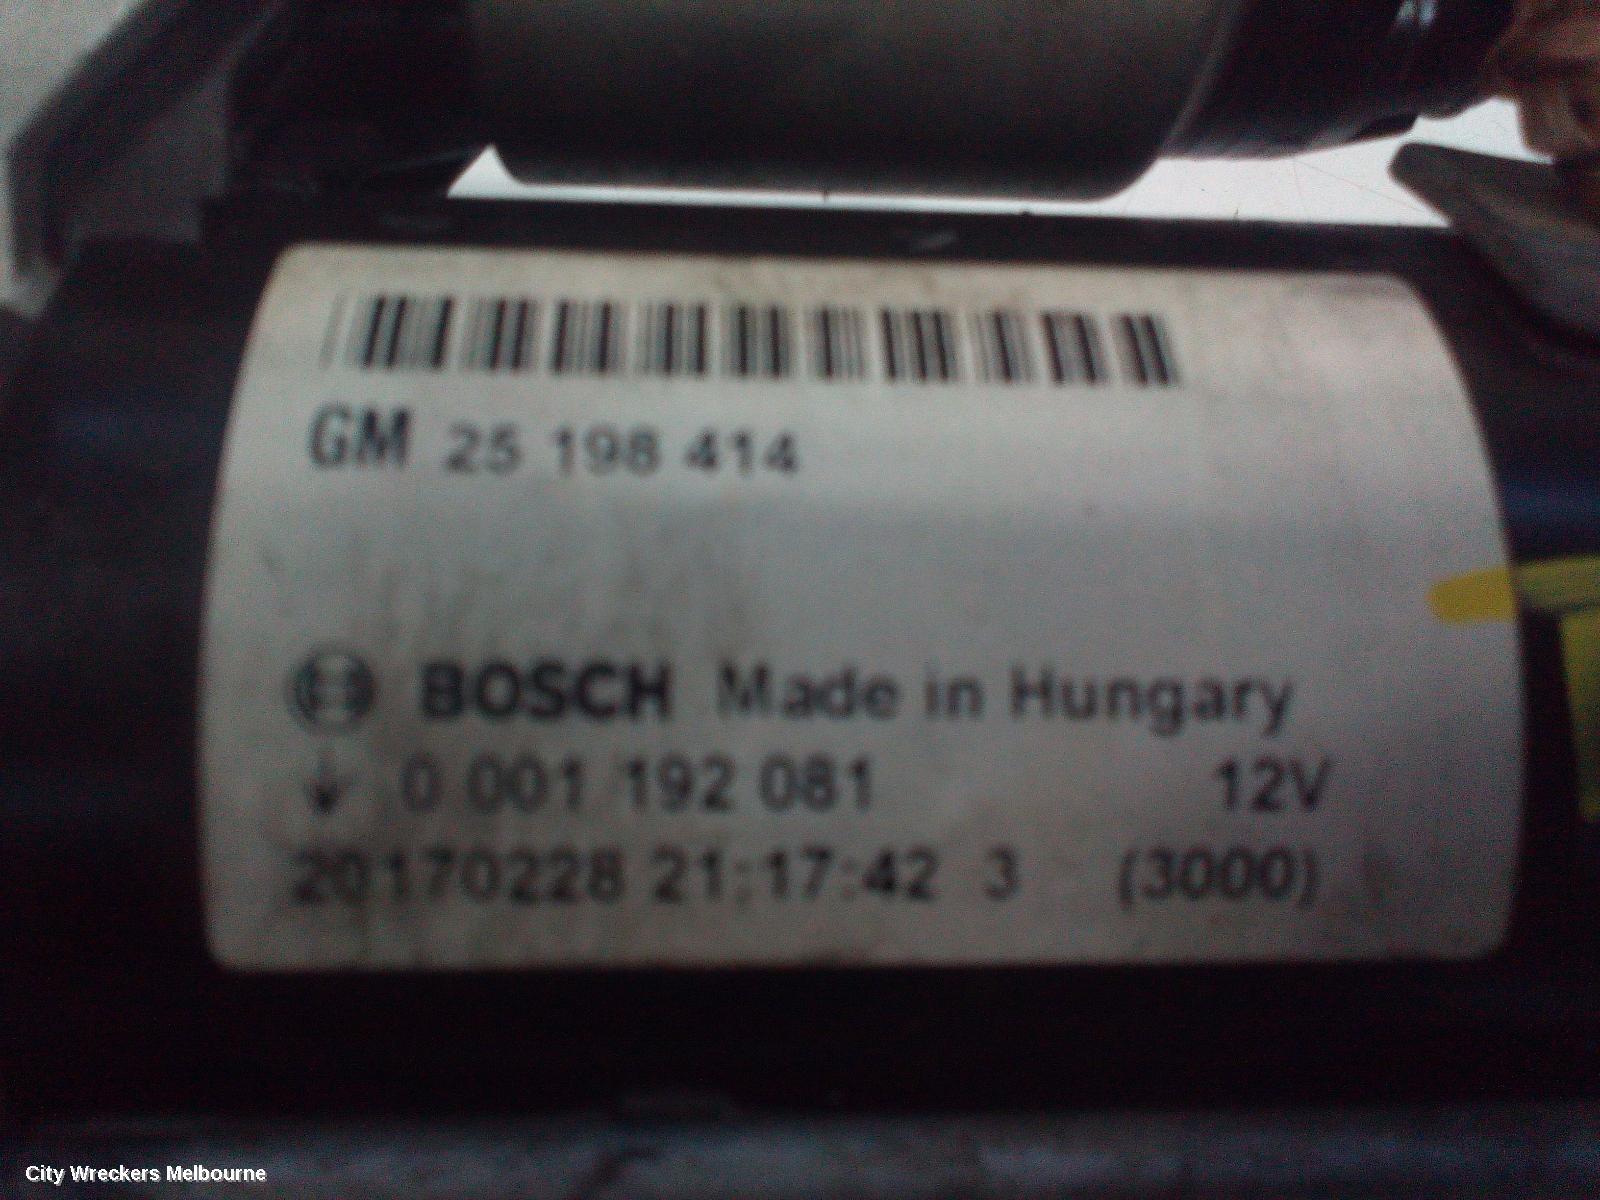 GM 25 198 414
BOSCH Made in Hungary
0 001 192 081 12V
20170228 21:17:42 3 (3000)
City Wreckers Melbourne